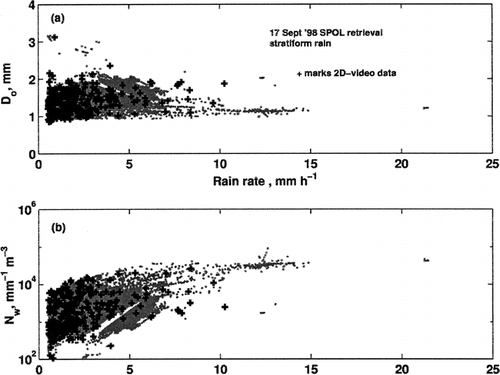 (a)
17 Sept '98 SPOL retrieval
stratiform rain
+ marks 2D-video data
D₀, mm
4
3
2
1
0
0
5
10
15
20
25
Rain rate , mm h⁻¹
(b)
N_w, mm⁻¹ m⁻³
10⁶
10⁴
10²
0
5
10
15
20
25